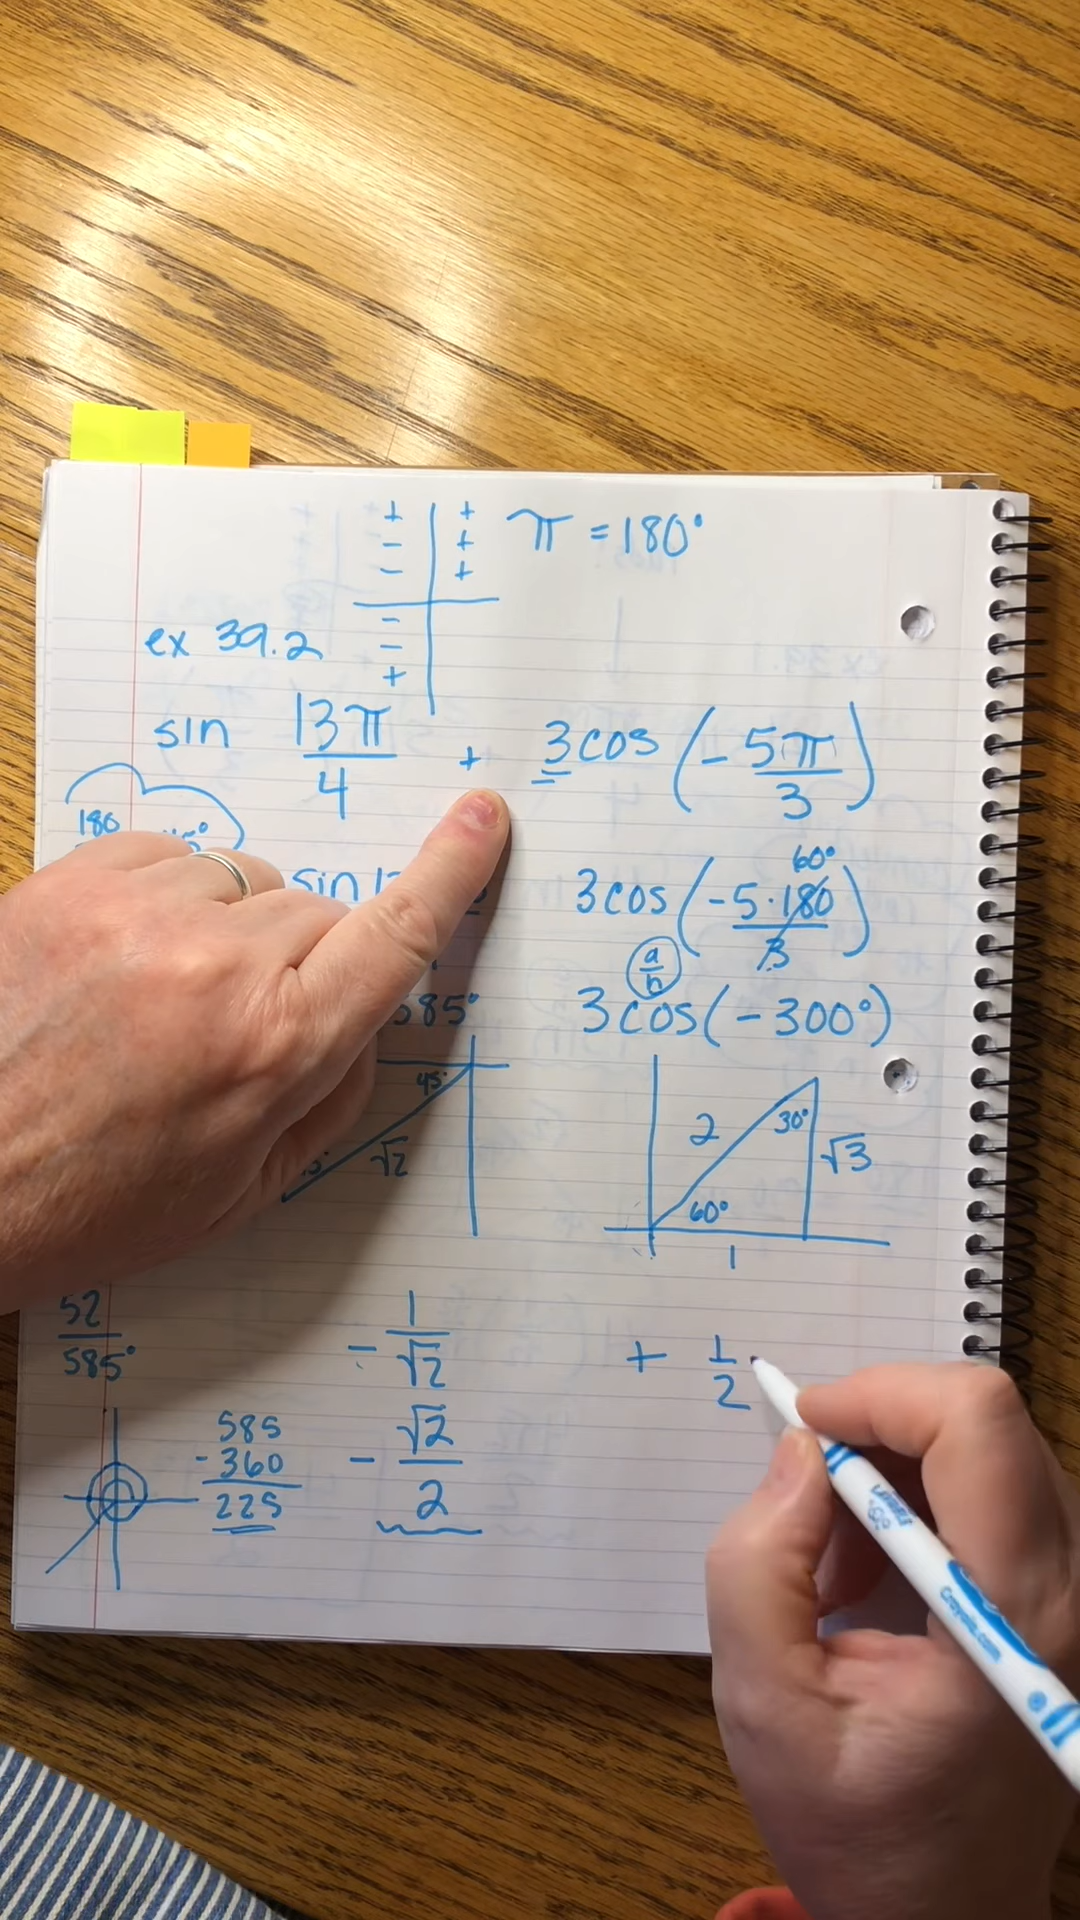 + + π = 180°
- +
- +
ex 39.2
-
-
+
sin 13π/4 + 3cos (- 5π/3)
180
60°
sin 3cos (-5·180/3)
a/h
585° 3cos(-300°)
45° 2 30° √3
√2 60°
1
52
585° - 1/√2 + 1/2
585 - √2/2
-360
225
Crayola.com